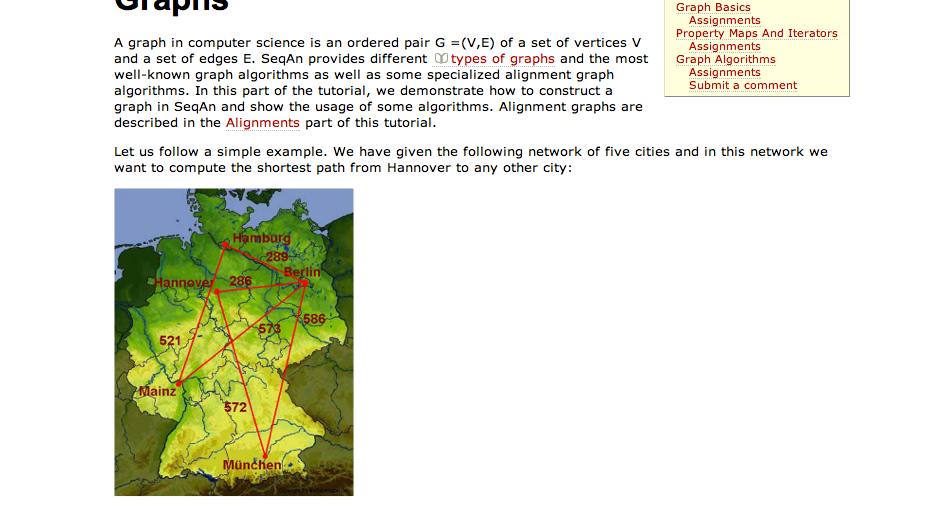 Graphs
A graph in computer science is an ordered pair G =(V,E) of a set of vertices V
and a set of edges E. SeqAn provides different types of graphs and the most
well-known graph algorithms as well as some specialized alignment graph
algorithms. In this part of the tutorial, we demonstrate how to construct a
graph in SeqAn and show the usage of some algorithms. Alignment graphs are
described in the Alignments part of this tutorial.
Graph Basics
Assignments
Property Maps And Iterators
Assignments
Graph Algorithms
Assignments
Submit a comment
Let us follow a simple example. We have given the following network of five cities and in this network we
want to compute the shortest path from Hannover to any other city:
Hamburg
289
Berlin
Hannover
286
586
573
521
Mainz
572
München